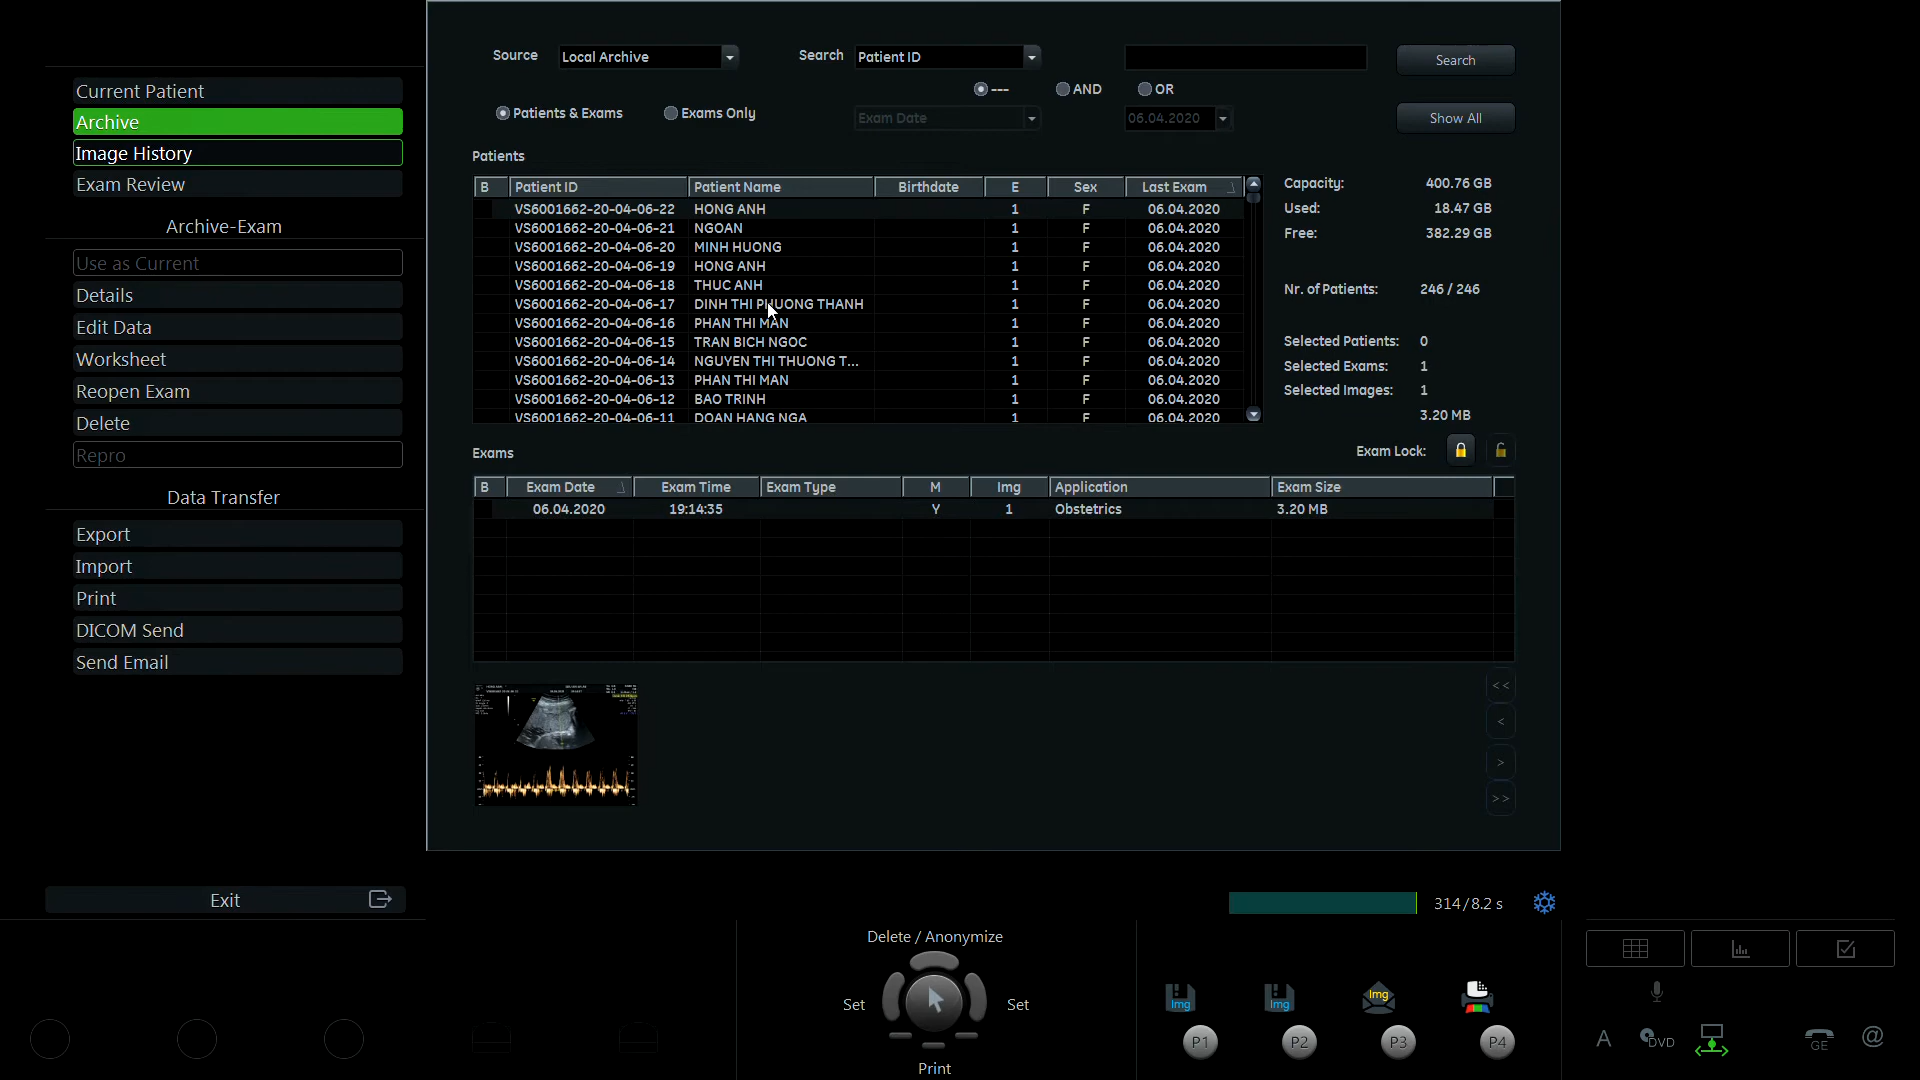 Source Local Archive Search Patient ID Search
--- AND OR
Patients & Exams Exams Only Exam Date 06.04.2020 Show All
Current Patient
Archive
Image History
Exam Review
Archive-Exam
Use as Current
Details
Edit Data
Worksheet
Reopen Exam
Delete
Repro
Data Transfer
Export
Import
Print
DICOM Send
Send Email
Exit
Patients
B Patient ID Patient Name Birthdate E Sex Last Exam
VS6001662-20-04-06-22 HONG ANH 1 F 06.04.2020
VS6001662-20-04-06-21 NGOAN 1 F 06.04.2020
VS6001662-20-04-06-20 MINH HUONG 1 F 06.04.2020
VS6001662-20-04-06-19 HONG ANH 1 F 06.04.2020
VS6001662-20-04-06-18 THUC ANH 1 F 06.04.2020
VS6001662-20-04-06-17 DINH THI PHUONG THANH 1 F 06.04.2020
VS6001662-20-04-06-16 PHAN THI MAN 1 F 06.04.2020
VS6001662-20-04-06-15 TRAN BICH NGOC 1 F 06.04.2020
VS6001662-20-04-06-14 NGUYEN THI THUONG T... 1 F 06.04.2020
VS6001662-20-04-06-13 PHAN THI MAN 1 F 06.04.2020
VS6001662-20-04-06-12 BAO TRINH 1 F 06.04.2020
VS6001662-20-04-06-11 DOAN HANG NGA 1 F 06.04.2020
Capacity: 400.76 GB
Used: 18.47 GB
Free: 382.29 GB
Nr. of Patients: 246 / 246
Selected Patients: 0
Selected Exams: 1
Selected Images: 1
3.20 MB
Exams Exam Lock:
B Exam Date Exam Time Exam Type M Img Application Exam Size
06.04.2020 19:14:35 Y 1 Obstetrics 3.20 MB
<<
<
>
>>
314/8.2 s
Delete / Anonymize
Set Set
Print
Img Img Img
P1 P2 P3 P4
A DVD GE @